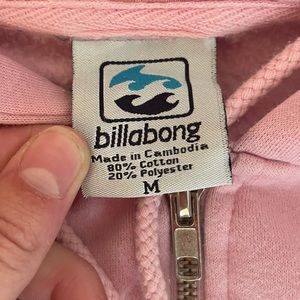 billabong
Made in Cambodia
80% Cotton
20% Polyester
M